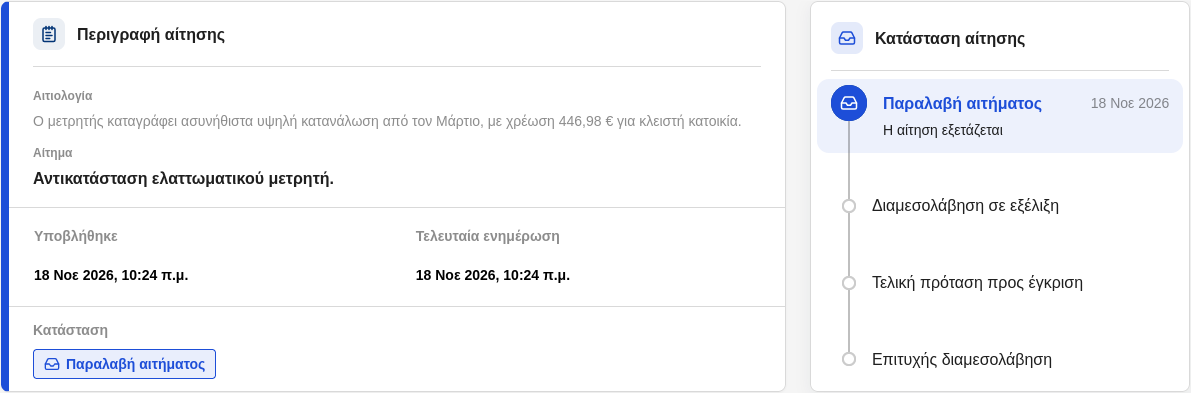 Περιγραφή αίτησης
Αιτιολογία
Ο μετρητής καταγράφει ασυνήθιστα υψηλή κατανάλωση από τον Μάρτιο, με χρέωση 446,98 € για κλειστή κατοικία.
Αίτημα
Αντικατάσταση ελαττωματικού μετρητή.
Υποβλήθηκε
18 Νοε 2026, 10:24 π.μ.
Τελευταία ενημέρωση
18 Νοε 2026, 10:24 π.μ.
Κατάσταση
Παραλαβή αιτήματος
Κατάσταση αίτησης
Παραλαβή αιτήματος 18 Νοε 2026
Η αίτηση εξετάζεται
Διαμεσολάβηση σε εξέλιξη
Τελική πρόταση προς έγκριση
Επιτυχής διαμεσολάβηση